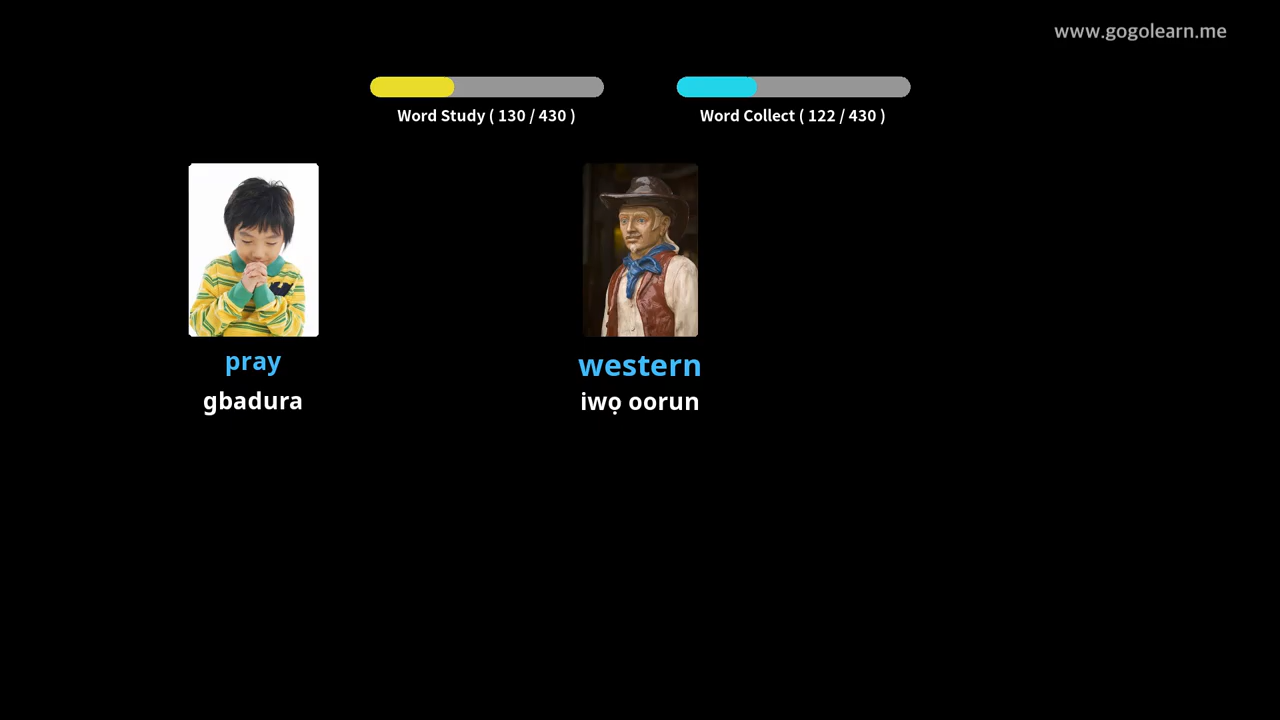 www.gogolearn.me
Word Study ( 130 / 430 )
Word Collect ( 122 / 430 )
pray
western
gbadura
iwọ oorun